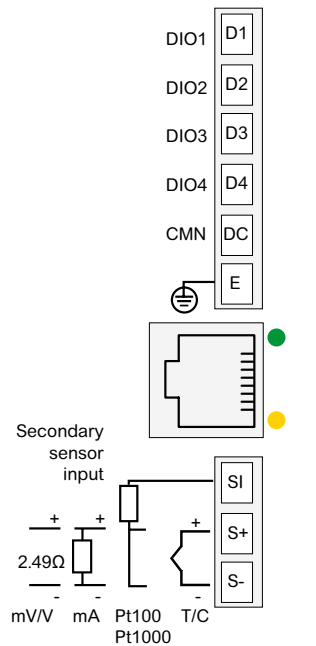 DIO1 D1
DIO2 D2
DIO3 D3
DIO4 D4
CMN DC
E
Secondary
sensor
input
SI
+ + + S+
2.49Ω
- - - S-
mV/V mA Pt100 T/C
Pt1000